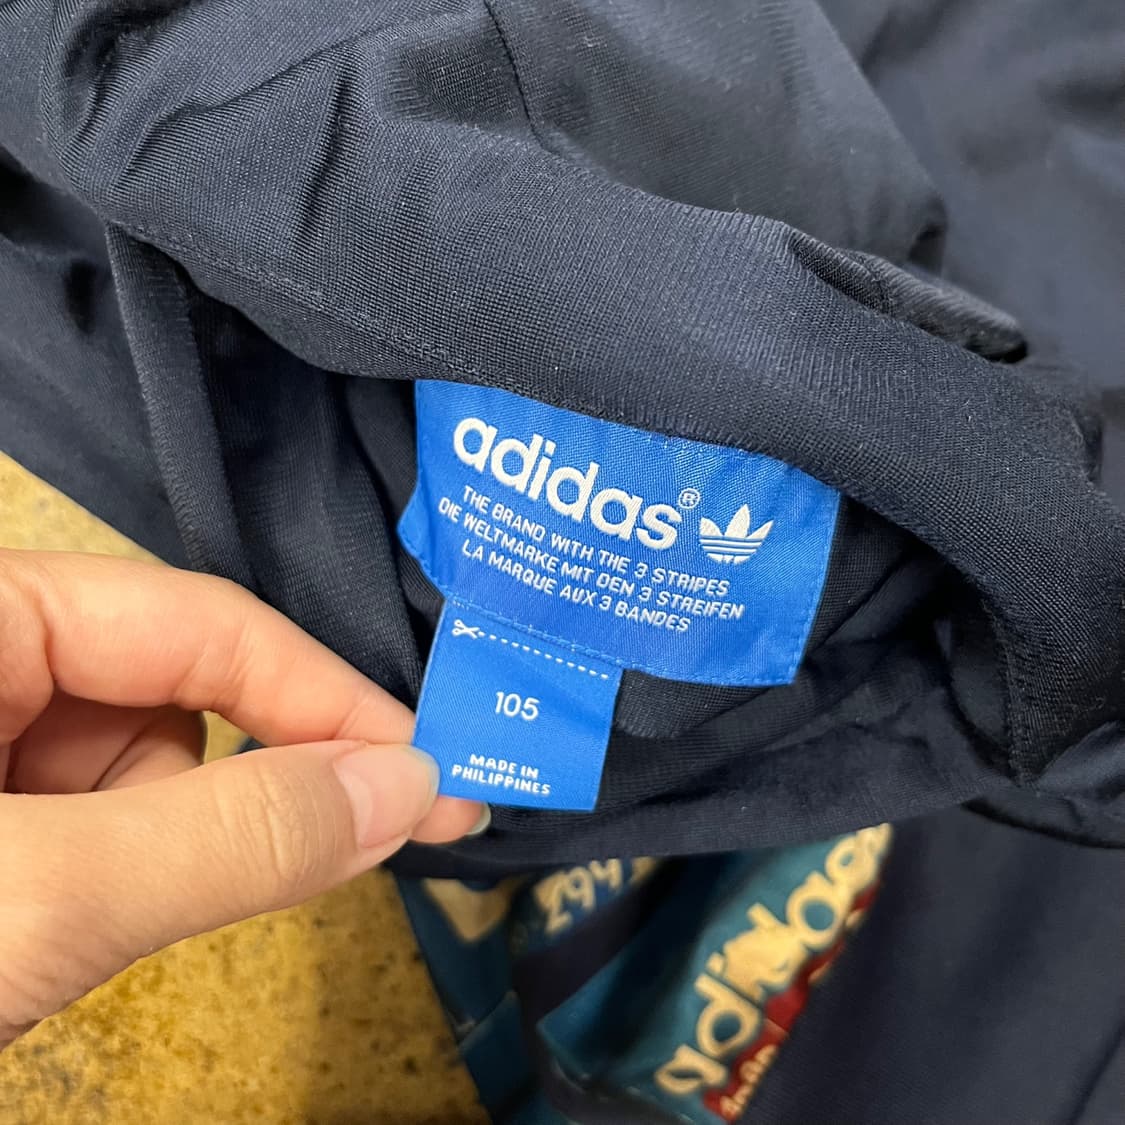 adidas®
THE BRAND WITH THE 3 STRIPES
DIE WELTMARKE MIT DEN 3 STREIFEN
LA MARQUE AUX 3 BANDES
105
MADE IN
PHILIPPINES